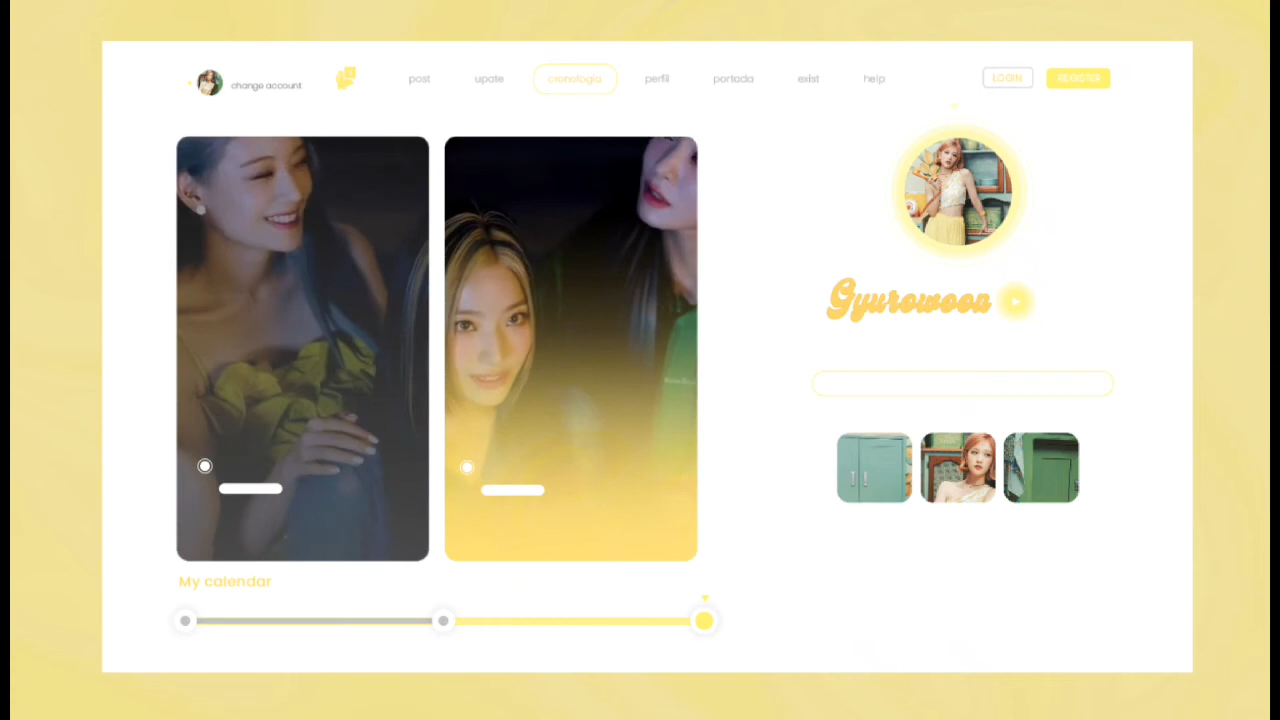 change account
post
upate
cronologia
perfil
portada
exist
help
LOGIN
REGISTER
Gyurowoon
My calendar